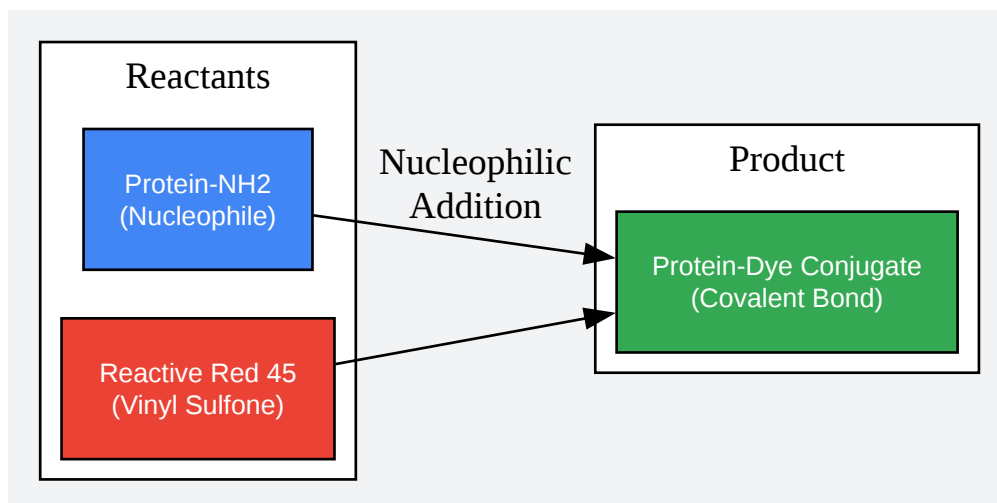 Reactants
Protein-NH2
(Nucleophile)
Reactive Red 45
(Vinyl Sulfone)
Nucleophilic
Addition
Product
Protein-Dye Conjugate
(Covalent Bond)